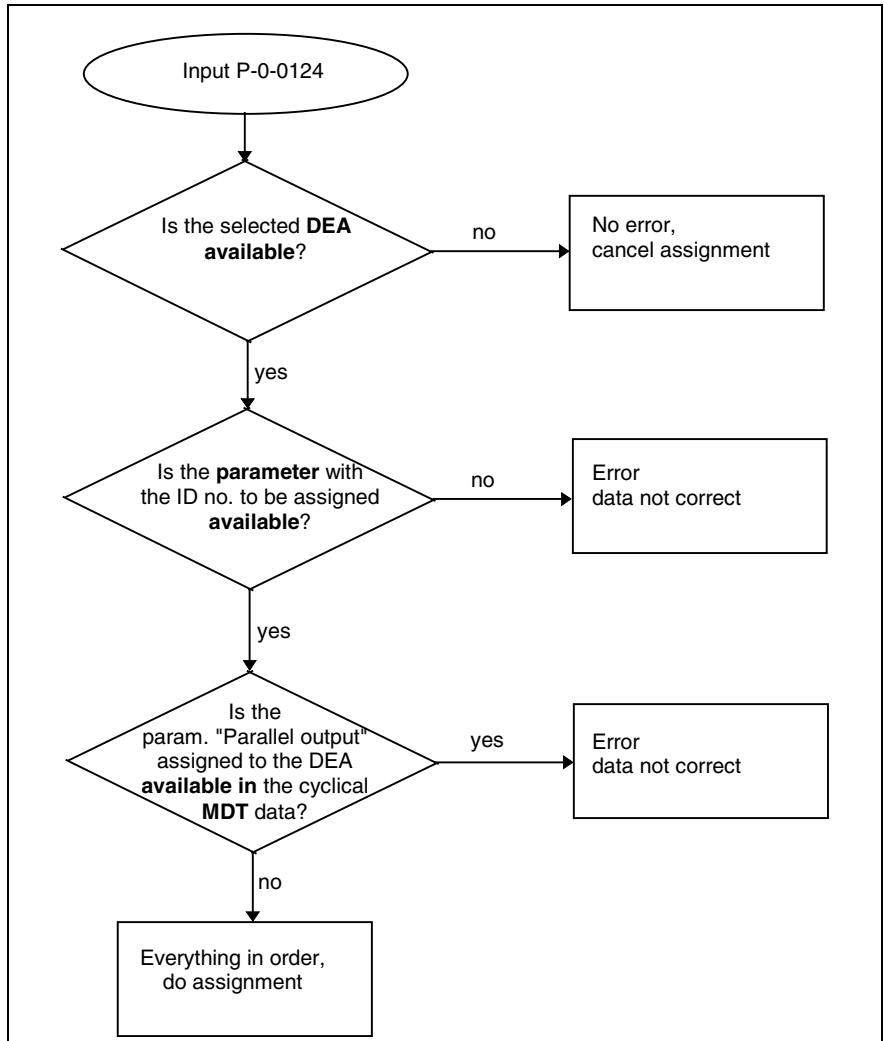 Input P-0-0124
Is the selected DEA
available?
no
No error,
cancel assignment
yes
Is the parameter with
the ID no. to be assigned
available?
no
Error
data not correct
yes
Is the
param. "Parallel output"
assigned to the DEA
available in the cyclical
MDT data?
yes
Error
data not correct
no
Everything in order,
do assignment